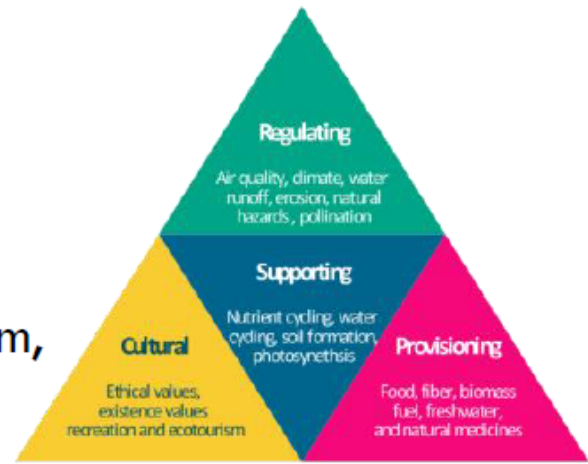 Regulating
Air quality, climate, water
runoff, erosion, natural
hazards, pollination
Supporting
Nutrient cycling, water
cycling, soil formation,
photosynethsis
m,
Cultural
Ethical values,
existence values
recreation and ecotourism
Provisioning
Food, fiber, biomass
fuel, freshwater,
and natural medicines